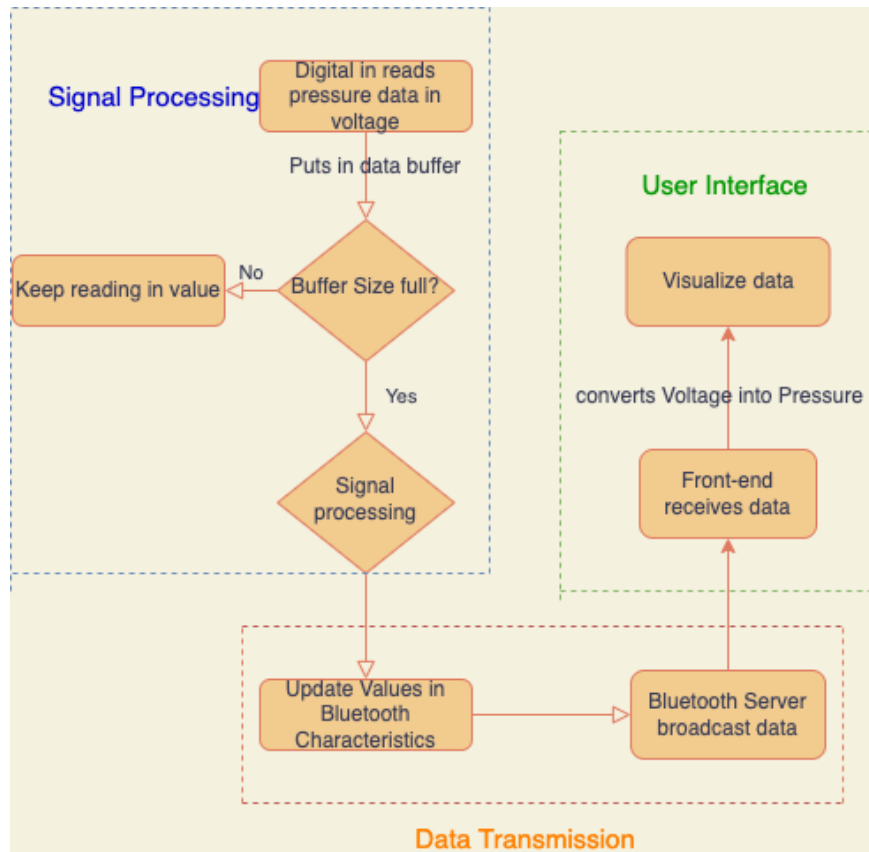 Signal Processing
Digital in reads
pressure data in
voltage
Puts in data buffer
Buffer Size full?
No
Keep reading in value
Yes
Signal
processing
Update Values in
Bluetooth
Characteristics
Bluetooth Server
broadcast data
Data Transmission
User Interface
Visualize data
converts Voltage into Pressure
Front-end
receives data